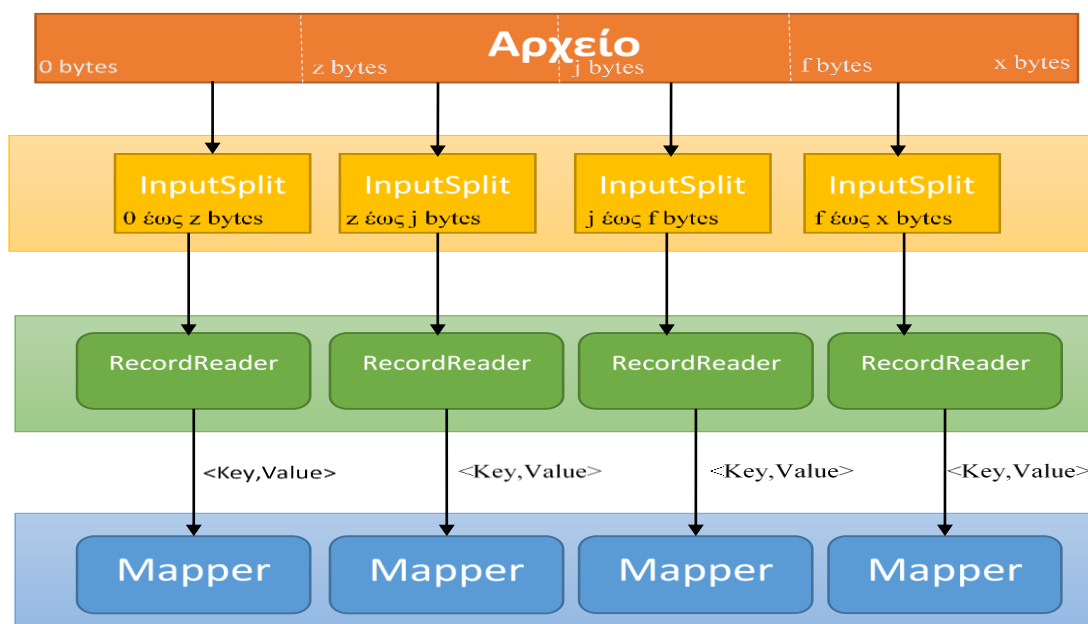 Αρχείο
0 bytes
z bytes
j bytes
f bytes
x bytes
InputSplit
0 έως z bytes
InputSplit
z έως j bytes
InputSplit
j έως f bytes
InputSplit
f έως x bytes
RecordReader
RecordReader
RecordReader
RecordReader
<Key,Value>
<Key,Value>
<Key,Value>
<Key,Value>
Mapper
Mapper
Mapper
Mapper